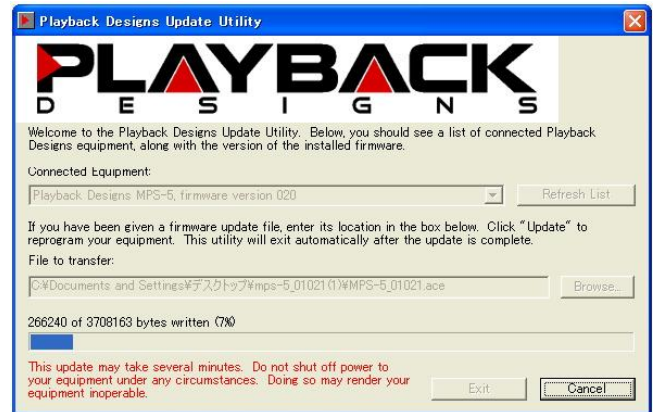 Playback Designs Update Utility
PLAYBACK
DESIGNS
Welcome to the Playback Designs Update Utility. Below, you should see a list of connected Playback
Designs equipment, along with the version of the installed firmware.
Connected Equipment:
Playback Designs MPS-5, firmware version 020
Refresh List
If you have been given a firmware update file, enter its location in the box below. Click "Update" to
reprogram your equipment. This utility will exit automatically after the update is complete.
File to transfer:
C:¥Documents and Settings¥デスクトップ¥mps-5_01021(1)¥MPS-5_01021.ace
Browse...
266240 of 3708163 bytes written (7%)
This update may take several minutes. Do not shut off power to
your equipment under any circumstances. Doing so may render your
equipment inoperable.
Exit
Cancel